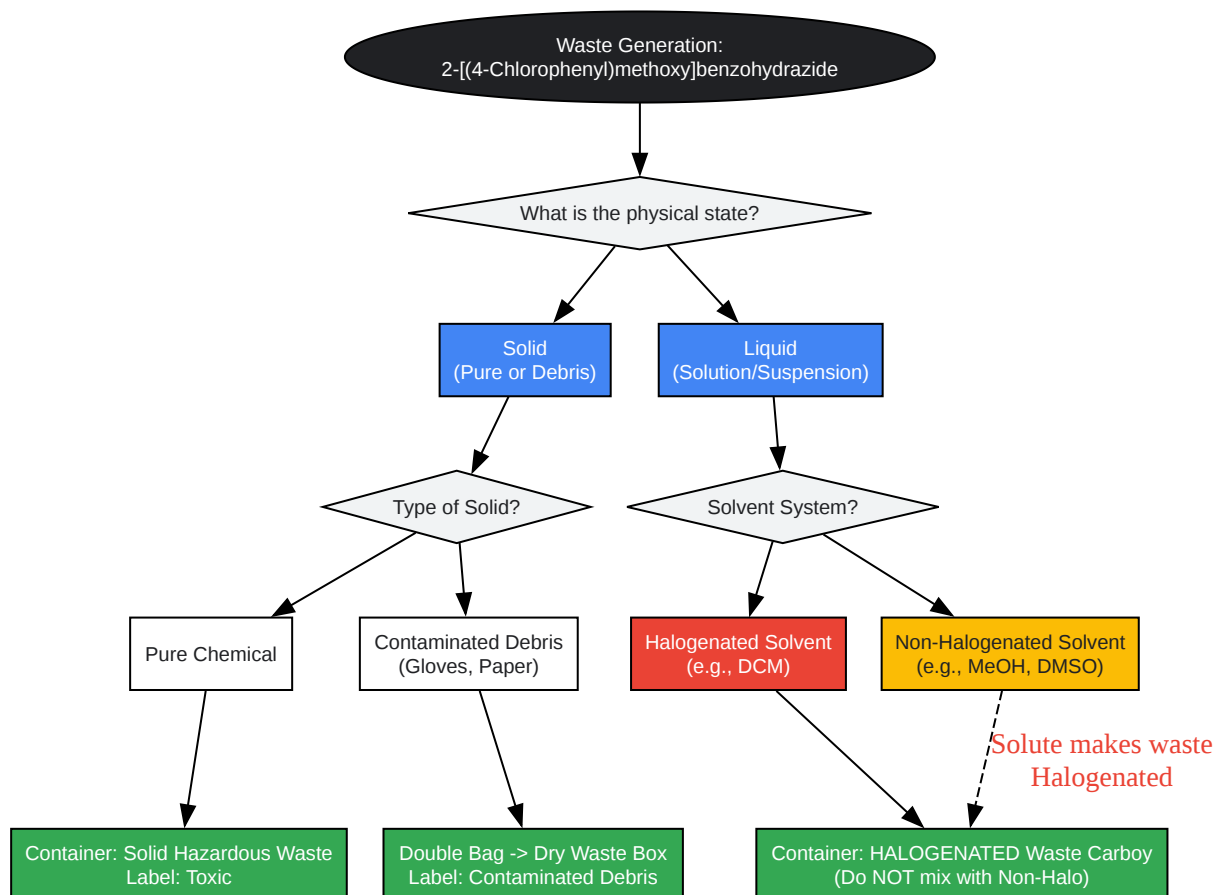 Waste Generation:
2-[(4-Chlorophenyl)methoxy]benzohydrazide
What is the physical state?
Solid
(Pure or Debris)
Liquid
(Solution/Suspension)
Type of Solid?
Solvent System?
Pure Chemical
Contaminated Debris
(Gloves, Paper)
Halogenated Solvent
(e.g., DCM)
Non-Halogenated Solvent
(e.g., MeOH, DMSO)
Solute makes waste
Halogenated
Container: Solid Hazardous Waste
Label: Toxic
Double Bag -> Dry Waste Box
Label: Contaminated Debris
Container: HALOGENATED Waste Carboy
(Do NOT mix with Non-Halo)